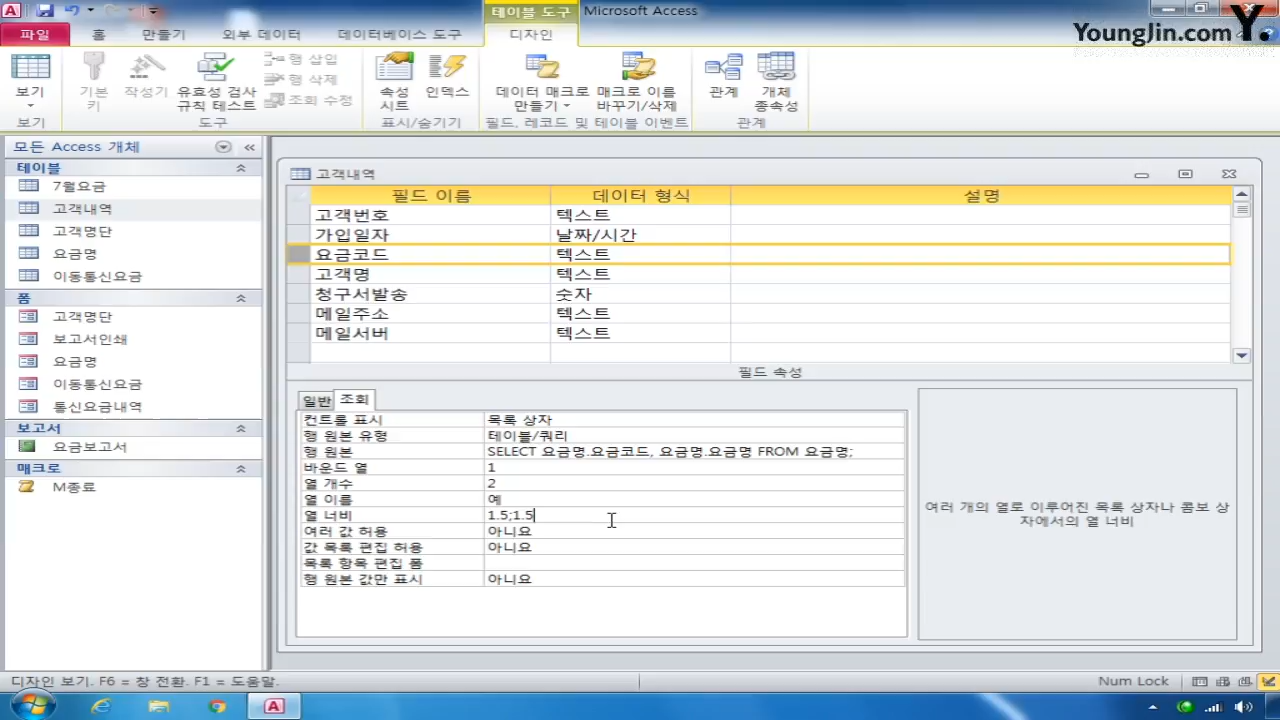 테이블 도구
Microsoft Access
YoungJin.com Y.
파일 홈 만들기 외부 데이터 데이터베이스 도구 디자인
보기
기본 키
작성기
유효성 검사 규칙 테스트
행 삽입
행 삭제
조회 수정
속성 시트
인덱스
데이터 매크로 만들기
매크로 이름 바꾸기/삭제
관계
개체 종속성
보기 도구 표시/숨기기 필드, 레코드 및 테이블 이벤트 관계
모든 Access 개체
테이블
7월요금
고객내역
고객명단
요금명
이동통신요금
폼
고객명단
보고서인쇄
요금명
이동통신요금
통신요금내역
보고서
요금보고서
매크로
M종료
고객내역
필드 이름 데이터 형식 설명
고객번호 텍스트
가입일자 날짜/시간
요금코드 텍스트
고객명 텍스트
청구서발송 숫자
메일주소 텍스트
메일서버 텍스트
필드 속성
일반 조회
컨트롤 표시 목록 상자
행 원본 유형 테이블/쿼리
행 원본 SELECT 요금명.요금코드, 요금명.요금명 FROM 요금명;
바운드 열 1
열 개수 2
열 이름 예
열 너비 1.5;1.5
여러 값 허용 아니요
값 목록 편집 허용 아니요
목록 항목 편집 폼
행 원본 값만 표시 아니요
여러 개의 열로 이루어진 목록 상자나 콤보 상
자에서의 열 너비
디자인 보기. F6 = 창 전환. F1 = 도움말.
Num Lock